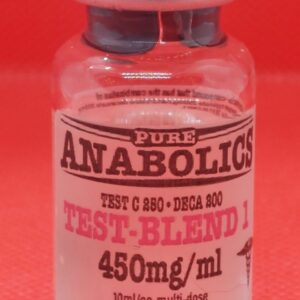 PURE
ANABOLICS
TEST C 250 · DECA 200
TEST-BLEND 1
450mg/ml
10ml/cc multi-dose